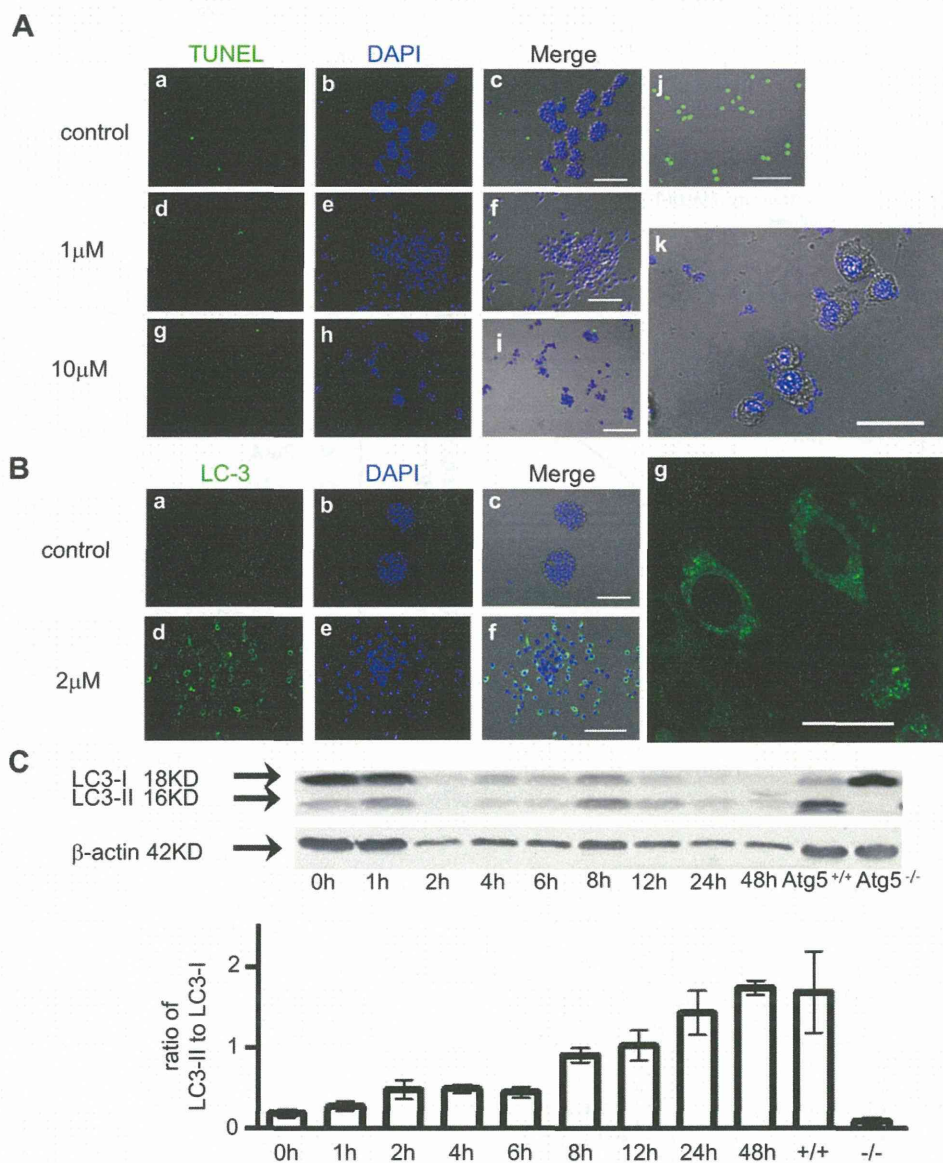 A
TUNEL DAPI Merge
a b c j
control
d e f
1μM
k
g h i
10μM
B
LC-3 DAPI Merge
a b c g
control
d e f
2μM
C
LC3-I 18KD
LC3-II 16KD
β-actin 42KD
0h 1h 2h 4h 6h 8h 12h 24h 48h Atg5+/+ Atg5-/-
ratio of
LC3-II to LC3-I
2
1
0
0h 1h 2h 4h 6h 8h 12h 24h 48h +/+ -/-